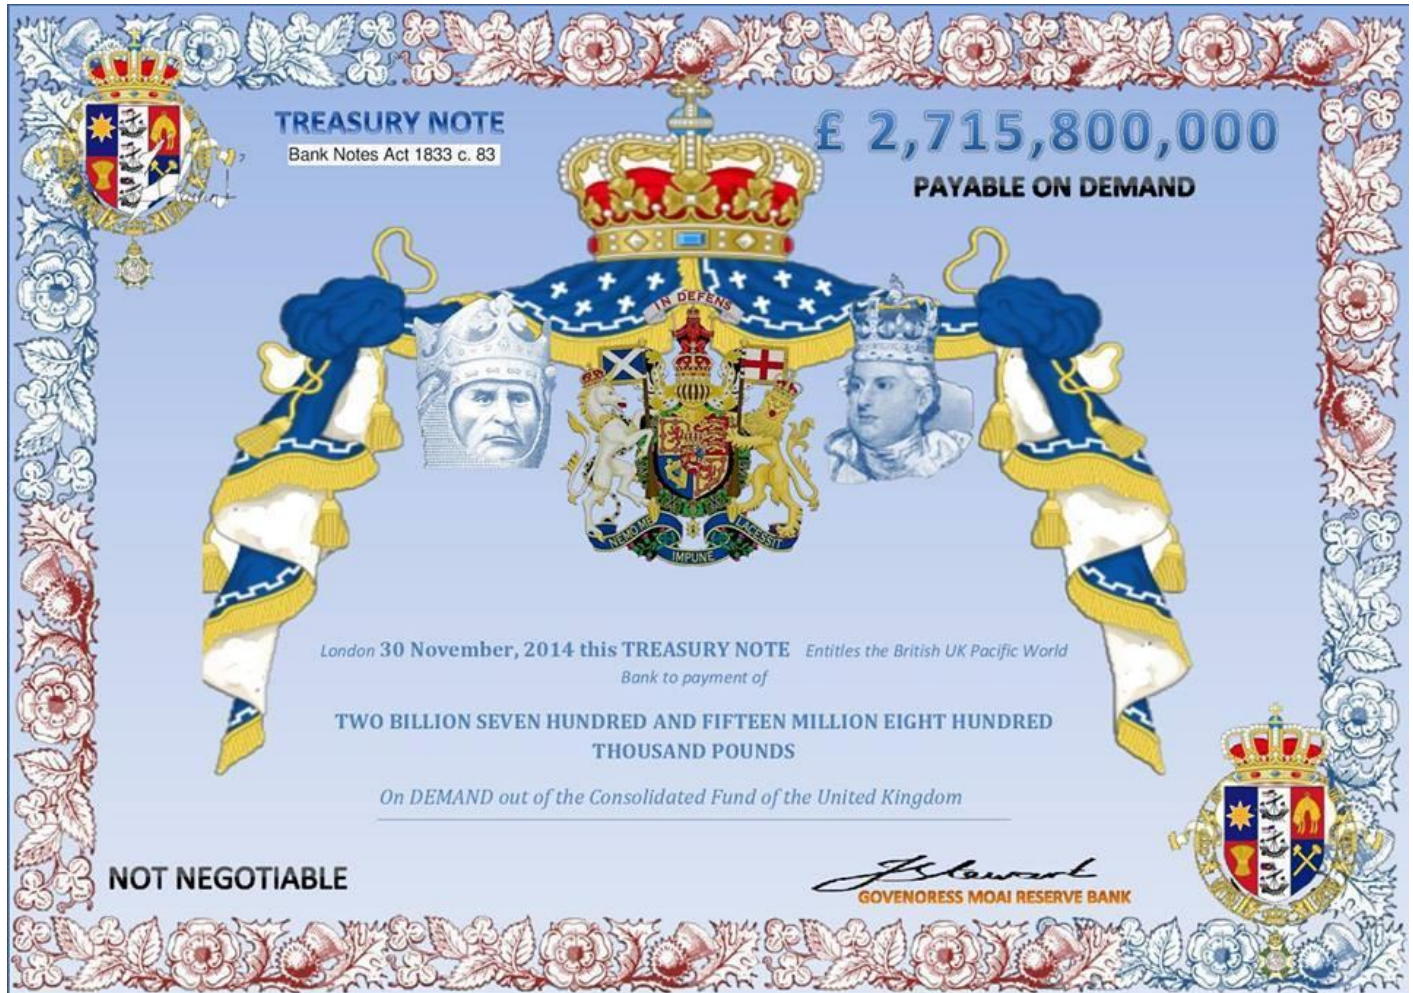 TREASURY NOTE
Bank Notes Act 1833 c. 83
£ 2,715,800,000
PAYABLE ON DEMAND
IN DEFENS
NEMO ME IMPUNE LACESSIT
London 30 November, 2014 this TREASURY NOTE Entitles the British UK Pacific World
Bank to payment of
TWO BILLION SEVEN HUNDRED AND FIFTEEN MILLION EIGHT HUNDRED
THOUSAND POUNDS
On DEMAND out of the Consolidated Fund of the United Kingdom
NOT NEGOTIABLE
GOVENORESS MOAI RESERVE BANK